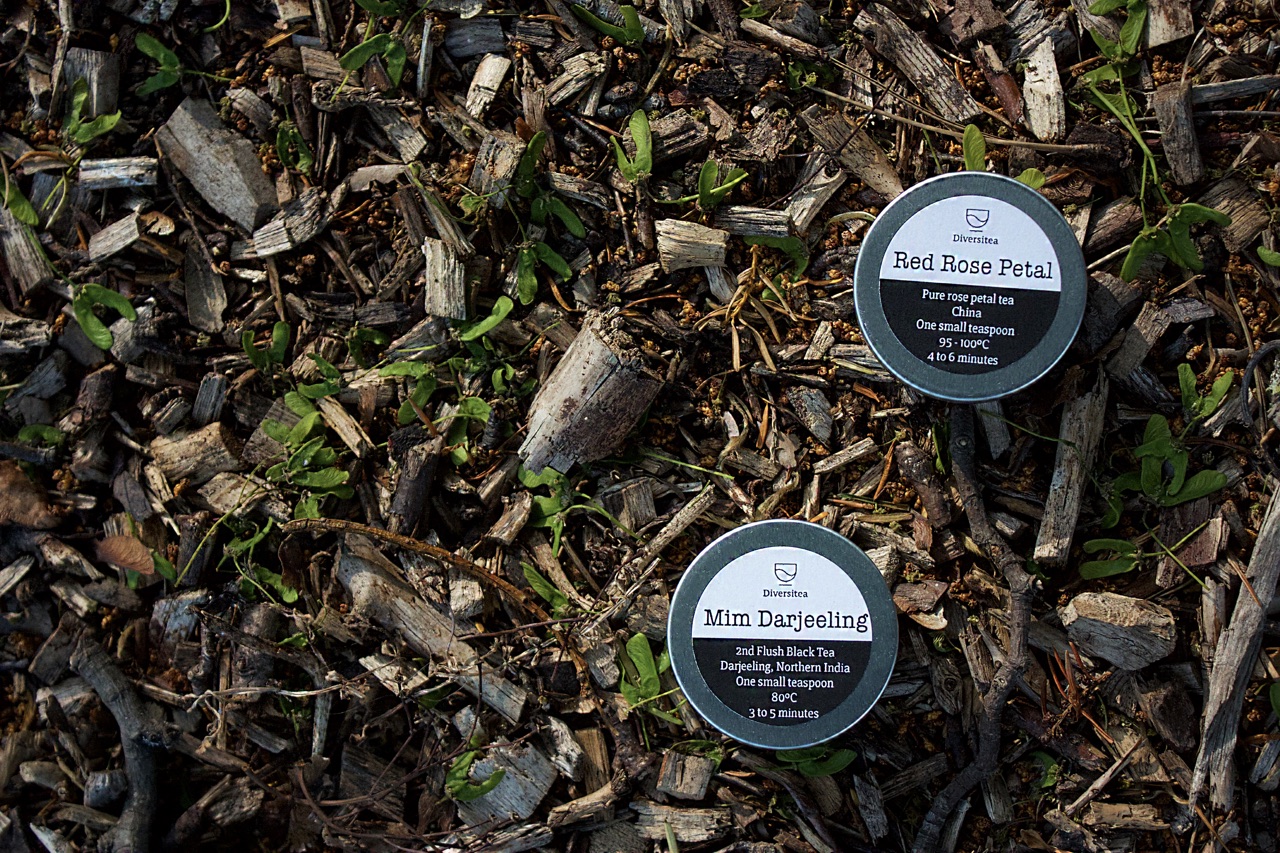 Diversitea
Red Rose Petal
Pure rose petal tea
China
One small teaspoon
95 - 100ºC
4 to 6 minutes
Diversitea
Mim Darjeeling
2nd Flush Black Tea
Darjeeling, Northern India
One small teaspoon
80ºC
3 to 5 minutes